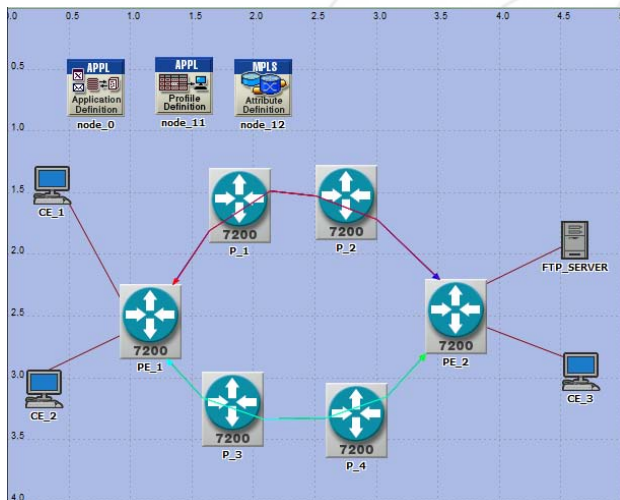 0.0 0.5 1.0 1.5 2.0 2.5 3.0 3.5 4.0 4.5
0.5
APPL
Application
Definition
node_0
APPL
Profile
Definition
node_11
MPLS
Attribute
Definition
node_12
1.0
1.5
CE_1
7200
P_1
7200
P_2
2.0
FTP_SERVER
2.5
7200
PE_1
7200
PE_2
3.0
CE_2
CE_3
3.5
7200
P_3
7200
P_4
4.0